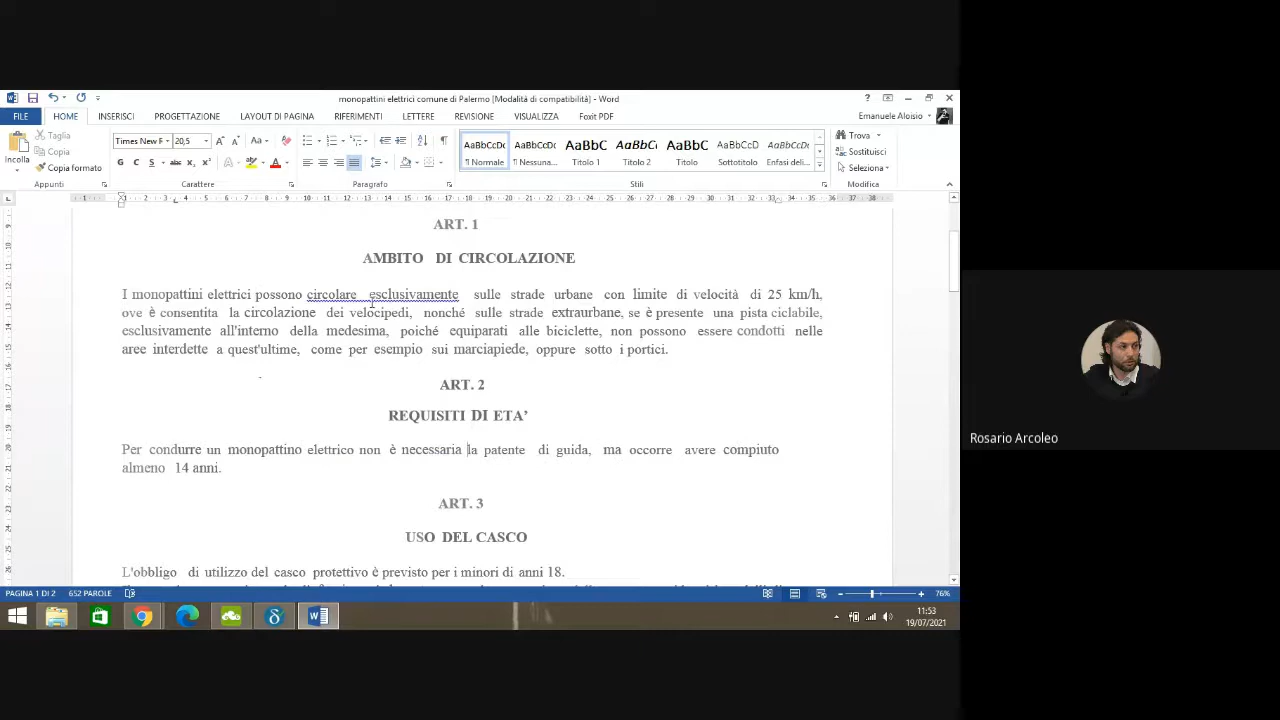 monopattini elettrici comune di Palermo [Modalità di compatibilità] - Word
FILE HOME INSERISCI PROGETTAZIONE LAYOUT DI PAGINA RIFERIMENTI LETTERE REVISIONE VISUALIZZA Foxit PDF Emanuele Aloisio
Incolla
Taglia
Copia
Copia formato
Appunti
Times New F 20,5
Carattere
Paragrafo
AaBbCcDc AaBbCcDc AaBbC AaBbCc AaBbC AaBbCcD AaBbCcDc
¶ Normale ¶ Nessuna... Titolo 1 Titolo 2 Titolo Sottotitolo Enfasi deli...
Stili
Trova
Sostituisci
Seleziona
Modifica
ART. 1
AMBITO DI CIRCOLAZIONE
I monopattini elettrici possono circolare esclusivamente sulle strade urbane con limite di velocità di 25 km/h,
ove è consentita la circolazione dei velocipedi, nonché sulle strade extraurbane, se è presente una pista ciclabile,
esclusivamente all'interno della medesima, poiché equiparati alle biciclette, non possono essere condotti nelle
aree interdette a quest'ultime, come per esempio sui marciapiede, oppure sotto i portici.
ART. 2
REQUISITI DI ETA’
Per condurre un monopattino elettrico non è necessaria la patente di guida, ma occorre avere compiuto
almeno 14 anni.
ART. 3
USO DEL CASCO
L'obbligo di utilizzo del casco protettivo è previsto per i minori di anni 18.
PAGINA 1 DI 2 652 PAROLE 76%
11:53
19/07/2021
Rosario Arcoleo